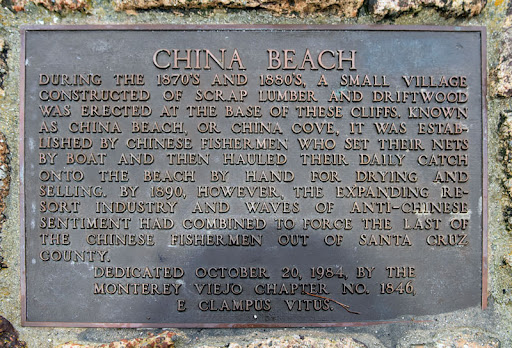 CHINA BEACH
DURING THE 1870'S AND 1880'S, A SMALL VILLAGE
CONSTRUCTED OF SCRAP LUMBER AND DRIFTWOOD
WAS ERECTED AT THE BASE OF THESE CLIFFS. KNOWN
AS CHINA BEACH, OR CHINA COVE, IT WAS ESTAB-
LISHED BY CHINESE FISHERMEN WHO SET THEIR NETS
BY BOAT AND THEN HAULED THEIR DAILY CATCH
ONTO THE BEACH BY HAND FOR DRYING AND
SELLING. BY 1890, HOWEVER, THE EXPANDING RE-
SORT INDUSTRY AND WAVES OF ANTI-CHINESE
SENTIMENT HAD COMBINED TO FORCE THE LAST OF
THE CHINESE FISHERMEN OUT OF SANTA CRUZ
COUNTY.
DEDICATED OCTOBER 20, 1984, BY THE
MONTEREY VIEJO CHAPTER NO. 1846,
E CLAMPUS VITUS.